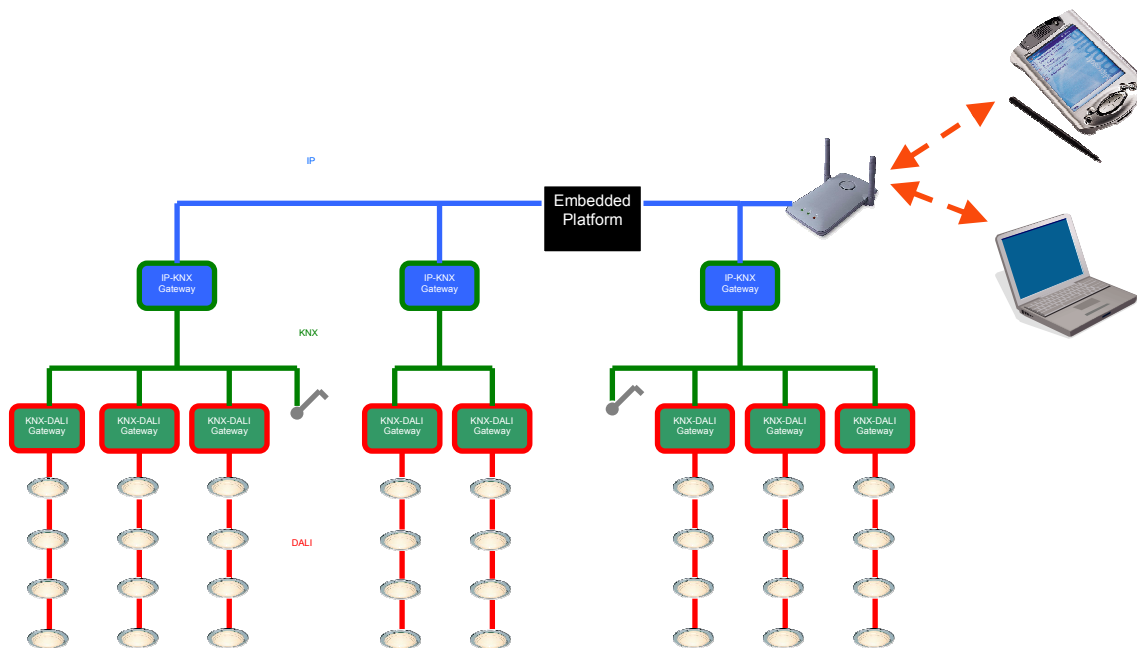 IP
Embedded
Platform
IP-KNX
Gateway
IP-KNX
Gateway
IP-KNX
Gateway
KNX
KNX-DALI
Gateway
KNX-DALI
Gateway
KNX-DALI
Gateway
KNX-DALI
Gateway
KNX-DALI
Gateway
KNX-DALI
Gateway
KNX-DALI
Gateway
KNX-DALI
Gateway
DALI